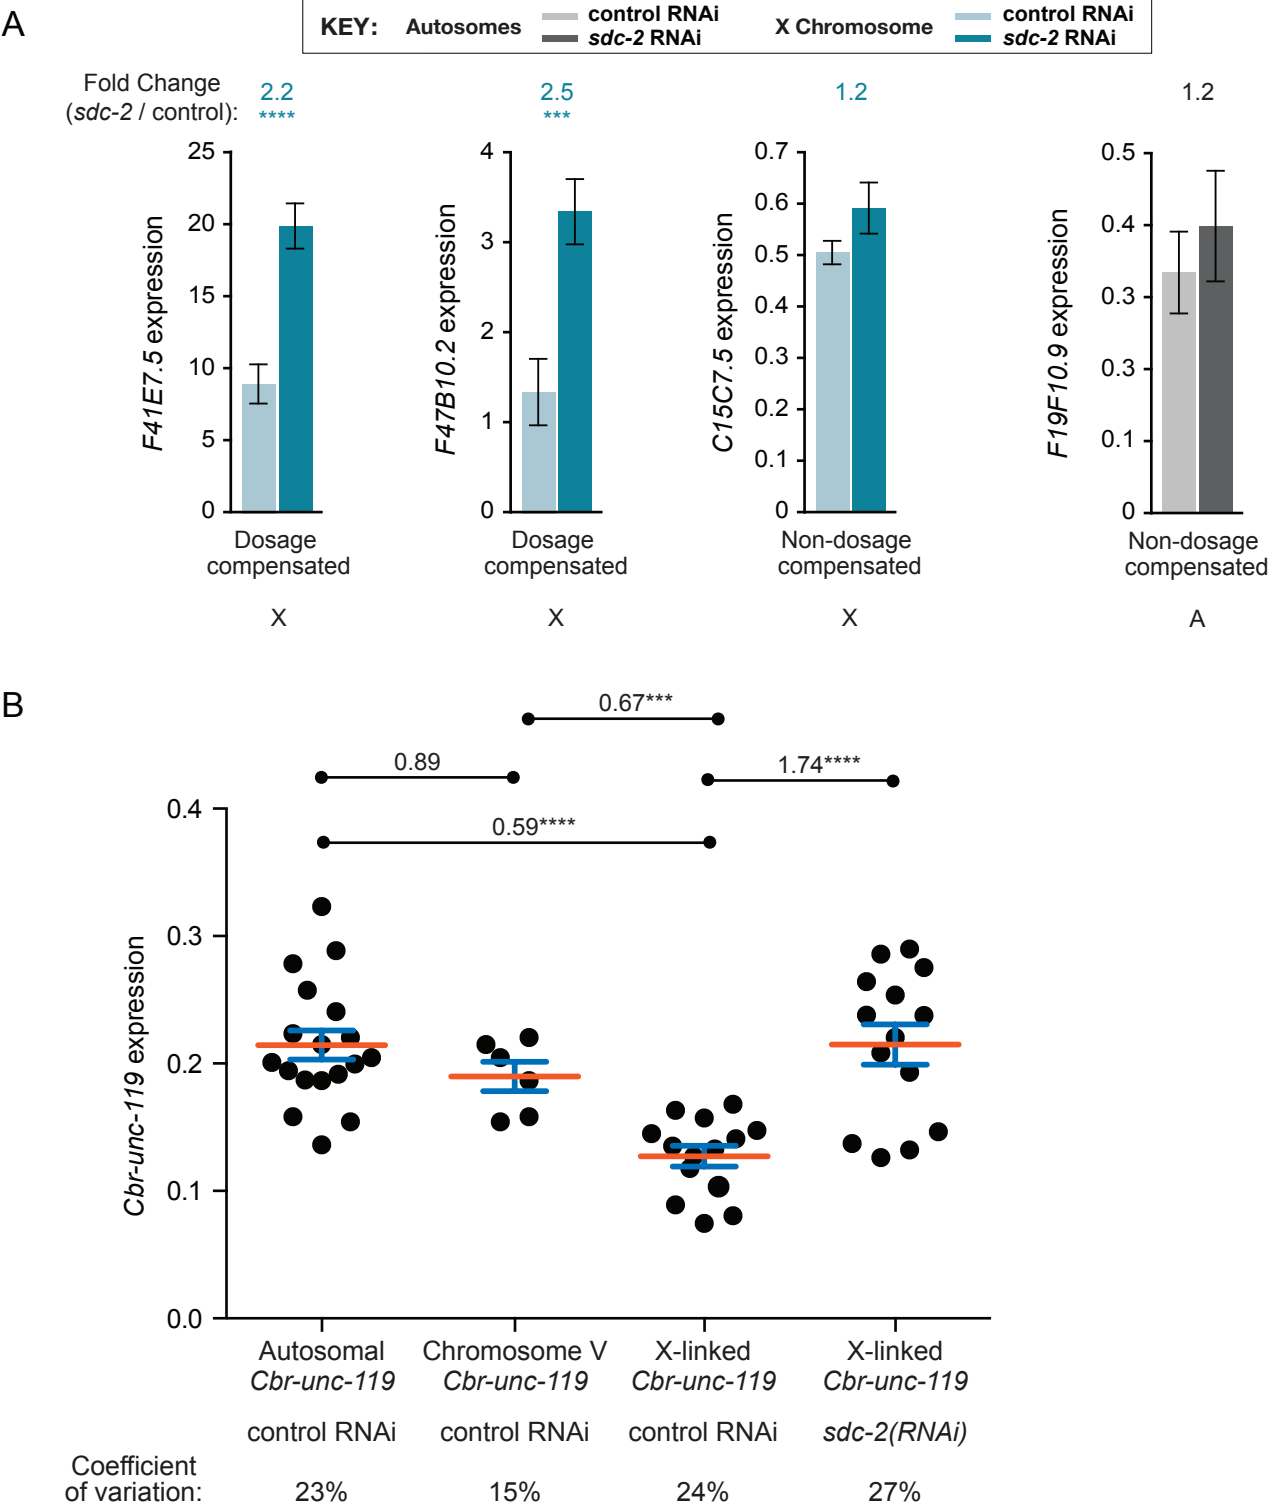 A
KEY: Autosomes control RNAi X Chromosome control RNAi
sdc-2 RNAi sdc-2 RNAi
Fold Change
(sdc-2 / control):
2.2 2.5 1.2 1.2
**** ***
F41E7.5 expression
25
20
15
10
5
0
Dosage
compensated
X
F47B10.2 expression
4
3
2
1
0
Dosage
compensated
X
C15C7.5 expression
0.7
0.6
0.5
0.4
0.3
0.2
0.1
0
Non-dosage
compensated
X
F19F10.9 expression
0.5
0.4
0.3
0.3
0.1
0
Non-dosage
compensated
A
B
0.67***
0.89
1.74****
0.59****
Cbr-unc-119 expression
0.4
0.3
0.2
0.1
0.0
Autosomal Chromosome V X-linked X-linked
Cbr-unc-119 Cbr-unc-119 Cbr-unc-119 Cbr-unc-119
control RNAi control RNAi control RNAi sdc-2(RNAi)
Coefficient
of variation: 23% 15% 24% 27%